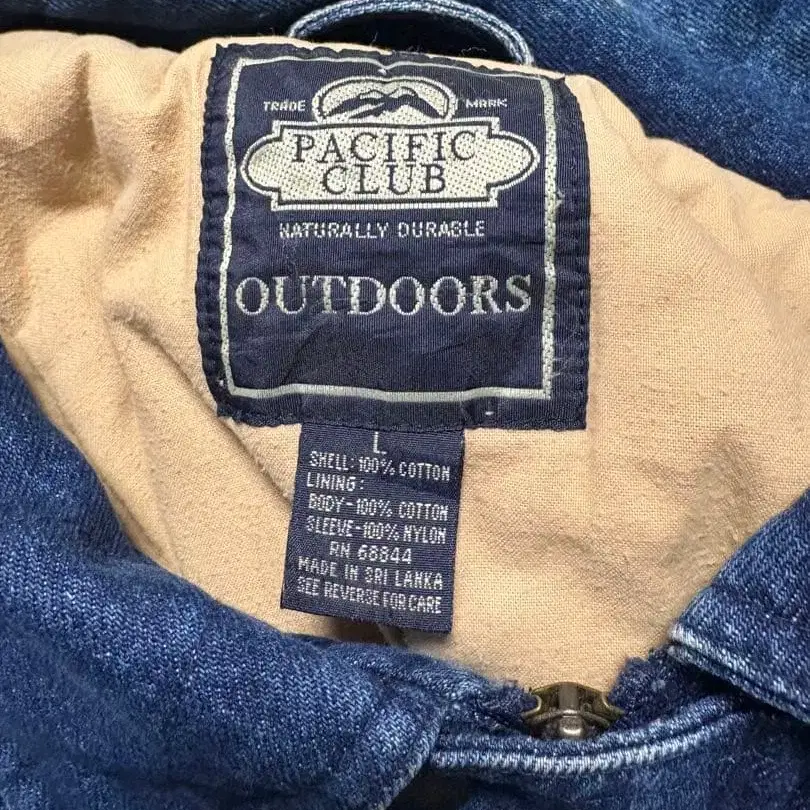 TRADE MARK
PACIFIC
CLUB
NATURALLY DURABLE
OUTDOORS
L
SHELL: 100% COTTON
LINING:
BODY-100% COTTON
SLEEVE-100% NYLON
RN 68844
MADE IN SRI LANKA
SEE REVERSE FOR CARE